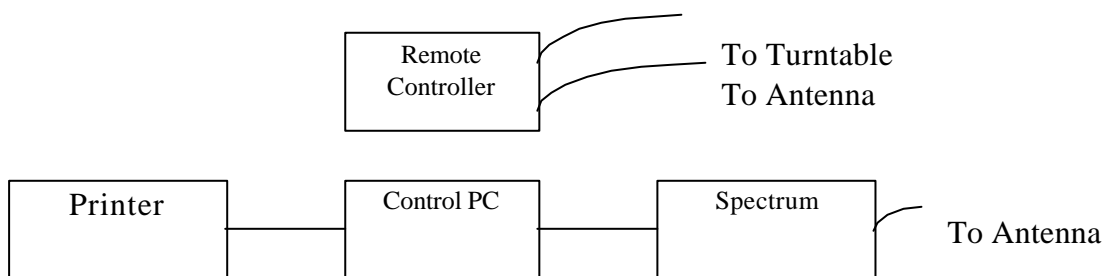 Remote
Controller
To Turntable
To Antenna
Printer
Control PC
Spectrum
To Antenna